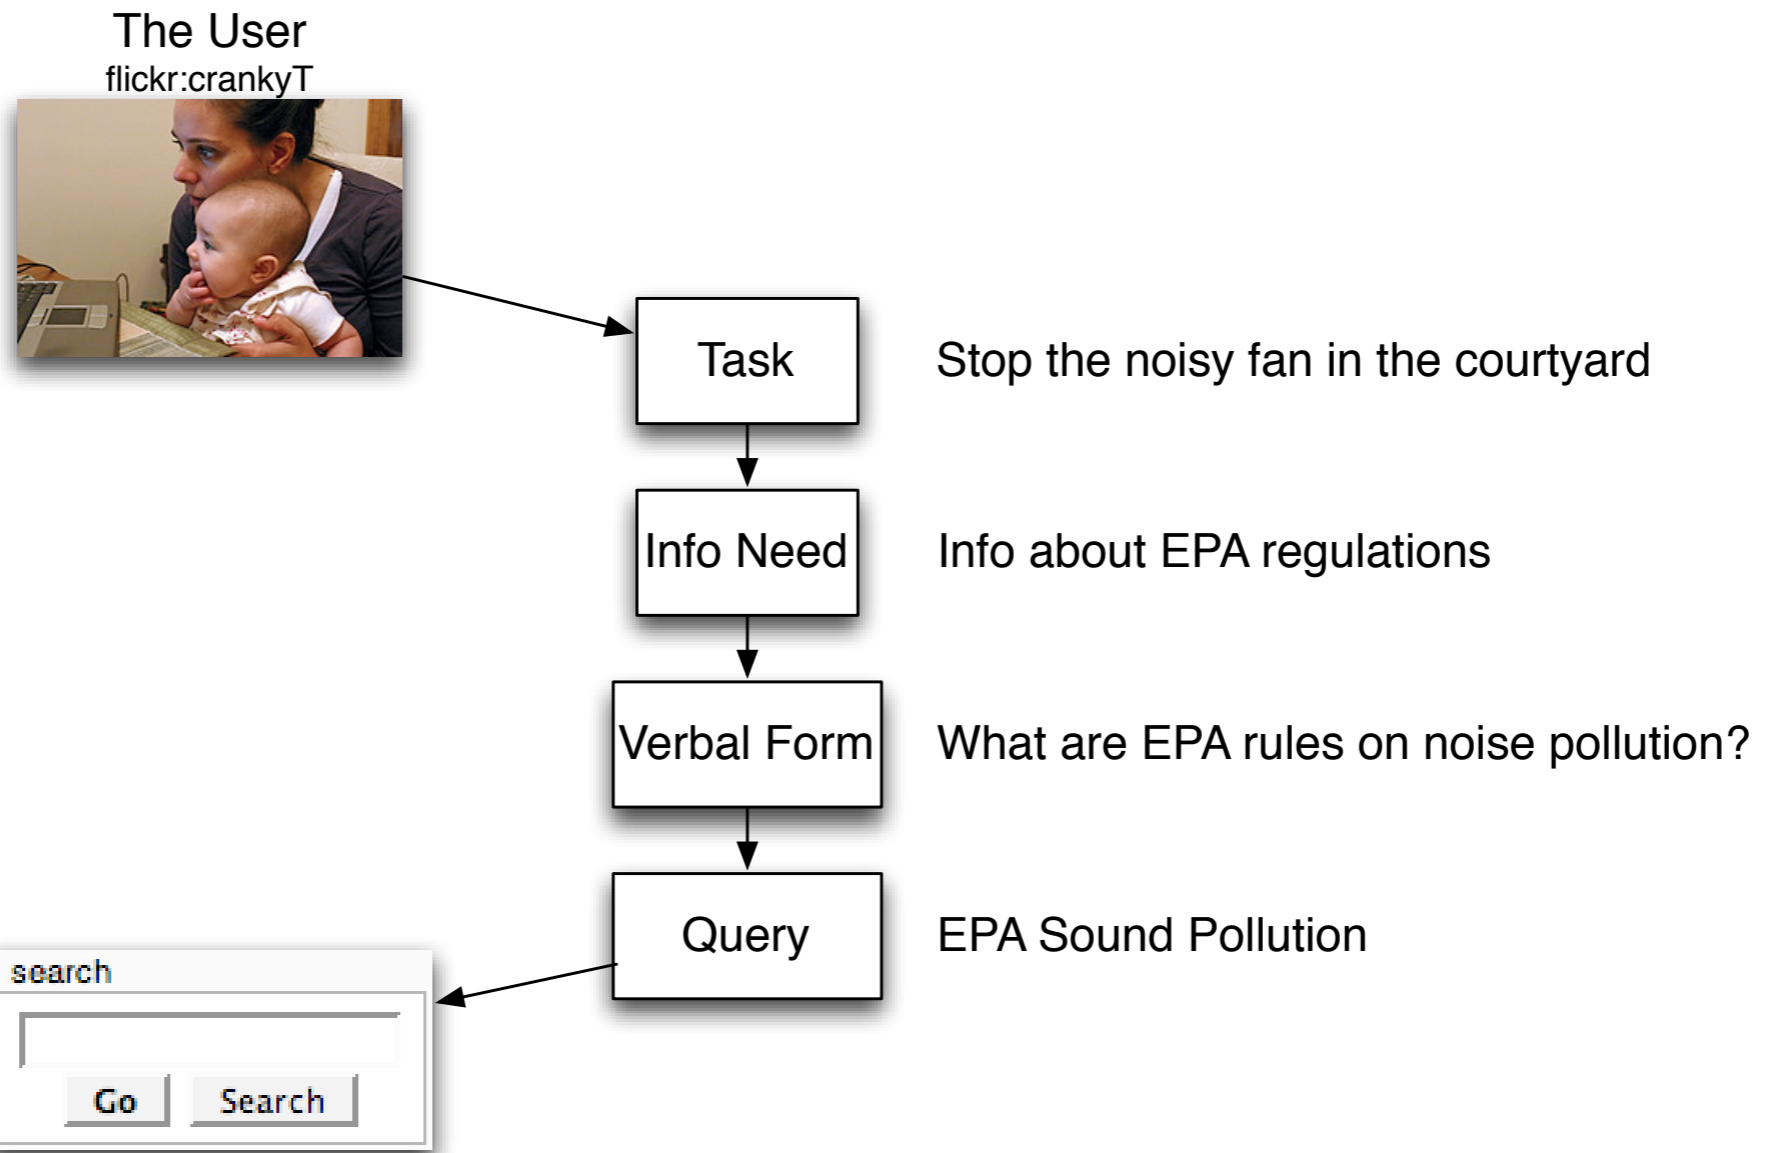 The User
flickr:crankyT
Task
Stop the noisy fan in the courtyard
Info Need
Info about EPA regulations
Verbal Form
What are EPA rules on noise pollution?
Query
EPA Sound Pollution
search
Go
Search